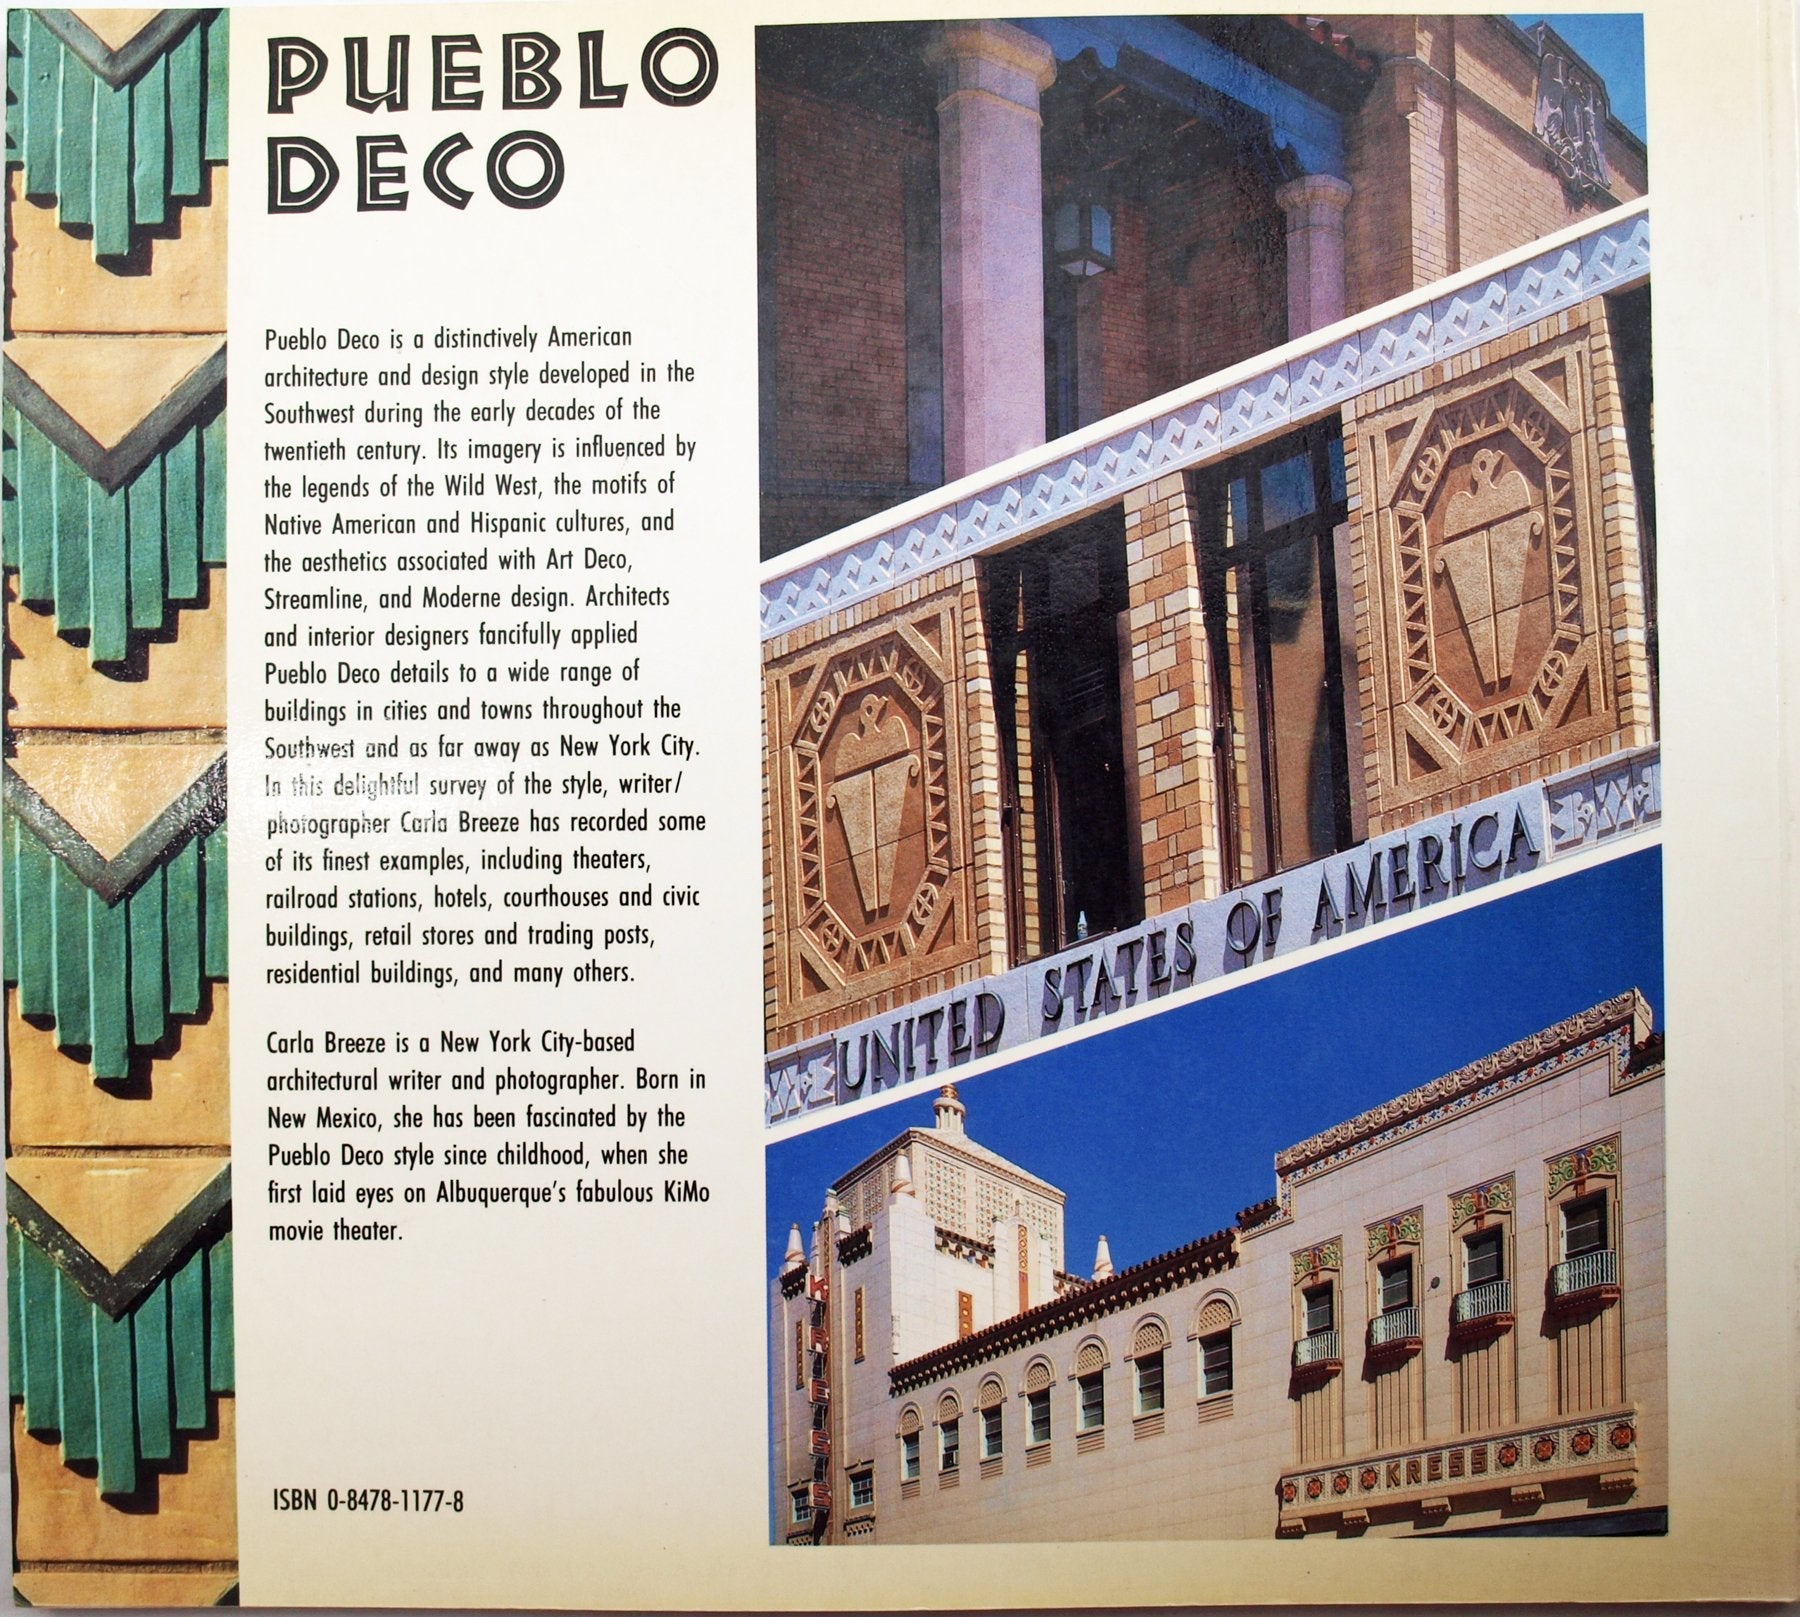 PUEBLO
DECO
Pueblo Deco is a distinctively American
architecture and design style developed in the
Southwest during the early decades of the
twentieth century. Its imagery is influenced by
the legends of the Wild West, the motifs of
Native American and Hispanic cultures, and
the aesthetics associated with Art Deco,
Streamline, and Moderne design. Architects
and interior designers fancifully applied
Pueblo Deco details to a wide range of
buildings in cities and towns throughout the
Southwest and as far away as New York City.
In this delightful survey of the style, writer/
photographer Carla Breeze has recorded some
of its finest examples, including theaters,
railroad stations, hotels, courthouses and civic
buildings, retail stores and trading posts,
residential buildings, and many others.
Carla Breeze is a New York City-based
architectural writer and photographer. Born in
New Mexico, she has been fascinated by the
Pueblo Deco style since childhood, when she
first laid eyes on Albuquerque's fabulous KiMo
movie theater.
ISBN 0-8478-1177-8
UNITED STATES OF AMERICA
KRESS
KRESS